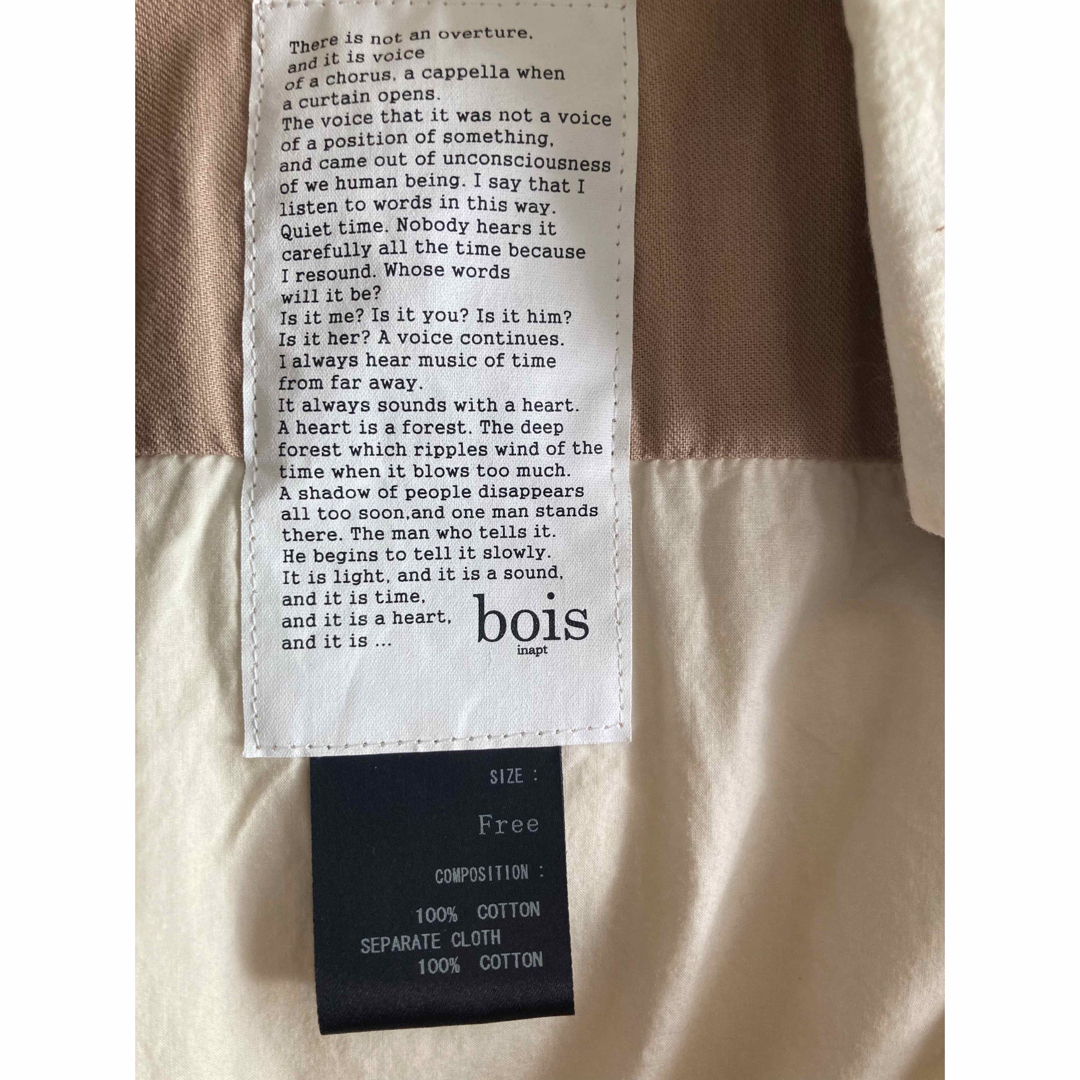 There is not an overture.
and it is voice
of a chorus, a cappella when
a curtain opens.
The voice that it was not a voice
of a position of something,
and came out of unconsciousness
of we human being. I say that I
listen to words in this way.
Quiet time. Nobody hears it
carefully all the time because
I resound. Whose words
will it be?
Is it me? Is it you? Is it him?
Is it her? A voice continues.
I always hear music of time
from far away.
It always sounds with a heart.
A heart is a forest. The deep
forest which ripples wind of the
time when it blows too much.
A shadow of people disappears
all too soon,and one man stands
there. The man who tells it.
He begins to tell it slowly.
It is light, and it is a sound,
and it is time,
and it is a heart,
and it is ...
bois
inapt
SIZE :
Free
COMPOSITION :
100% COTTON
SEPARATE CLOTH
100% COTTON